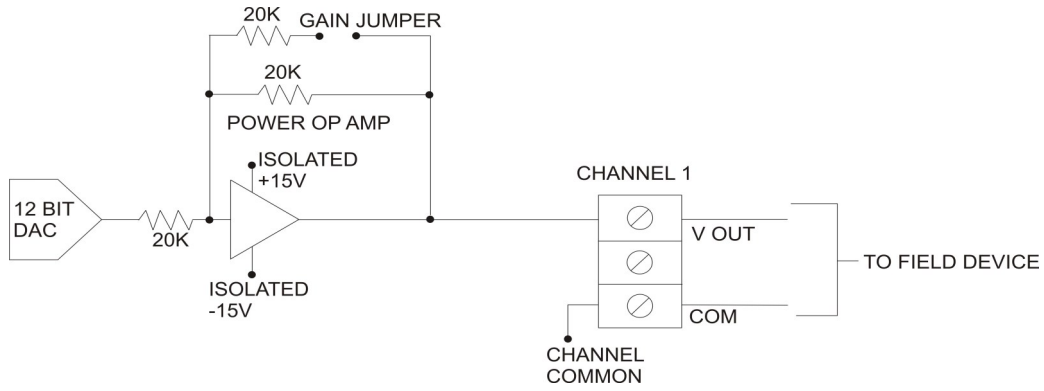 20K
GAIN JUMPER
20K
POWER OP AMP
ISOLATED
+15V
CHANNEL 1
12 BIT
DAC
20K
V OUT
TO FIELD DEVICE
ISOLATED
-15V
COM
CHANNEL
COMMON